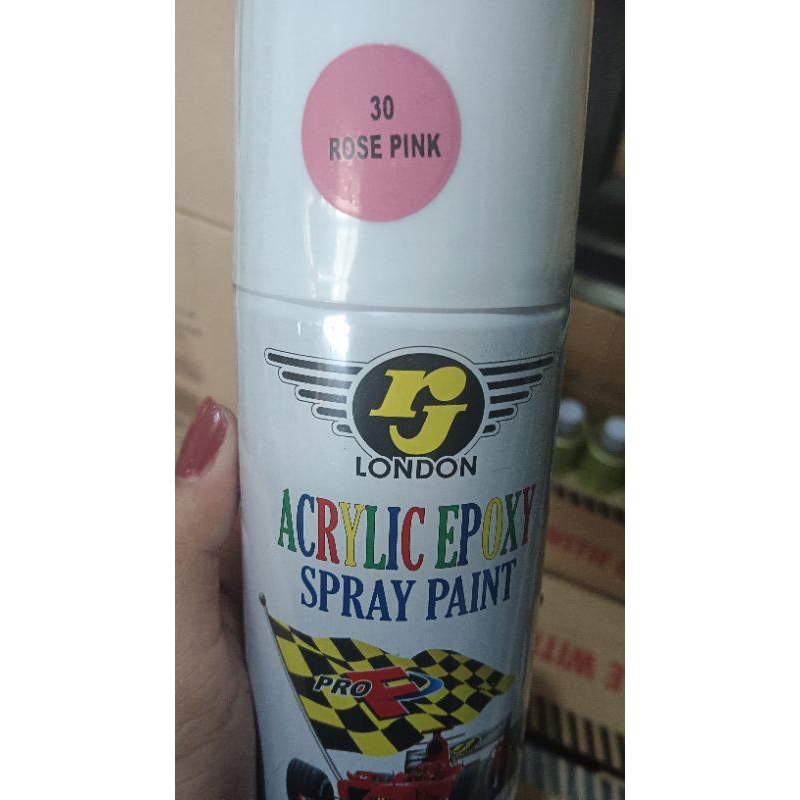 30
ROSE PINK
rj
LONDON
ACRYLIC EPOXY
SPRAY PAINT
PRO F